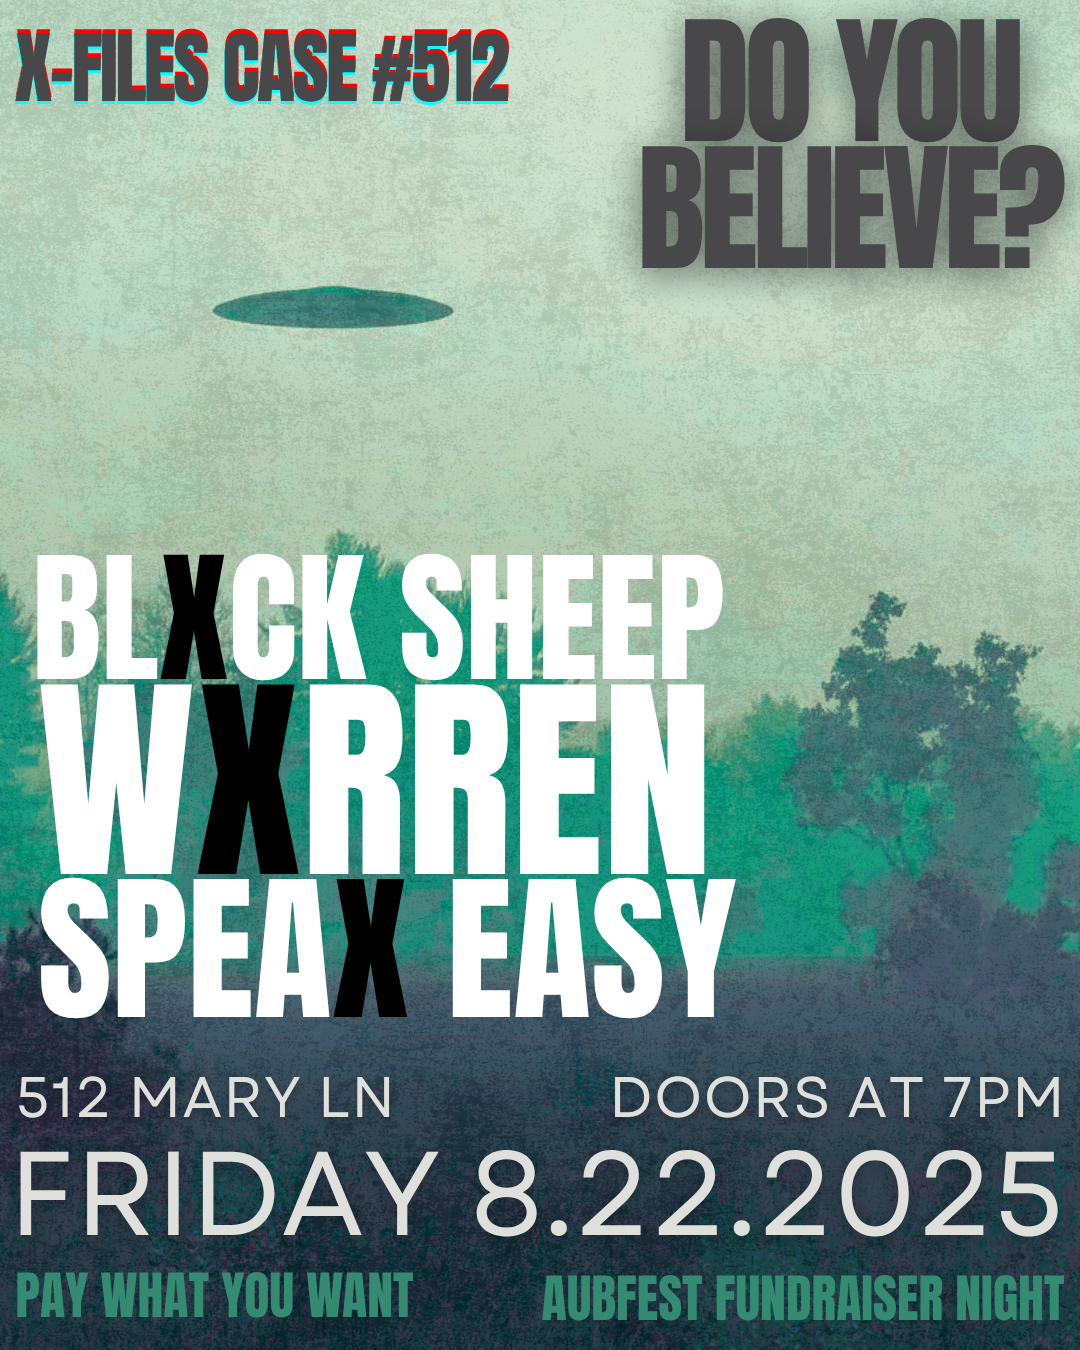 X-FILES CASE #512
DO YOU
BELIEVE?
BLXCK SHEEP
WXRREN
SPEAX EASY
512 MARY LN
DOORS AT 7PM
FRIDAY 8.22.2025
PAY WHAT YOU WANT
AUBFEST FUNDRAISER NIGHT